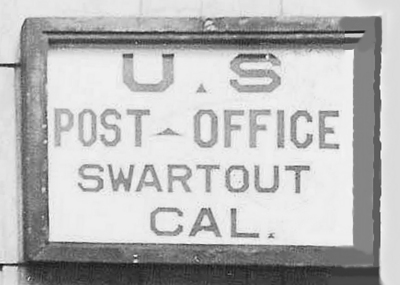 U.S
POST-OFFICE
SWARTOUT
CAL.